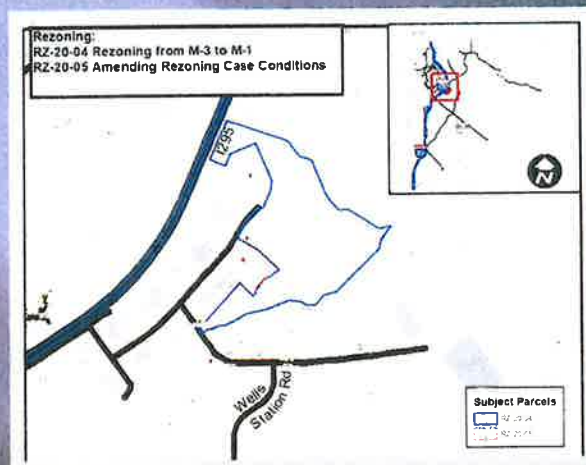 Rezoning:
RZ-20-04 Rezoning from M-3 to M-1
RZ-20-05 Amending Rezoning Case Conditions
N
I295
Wells
Station Rd
Subject Parcels